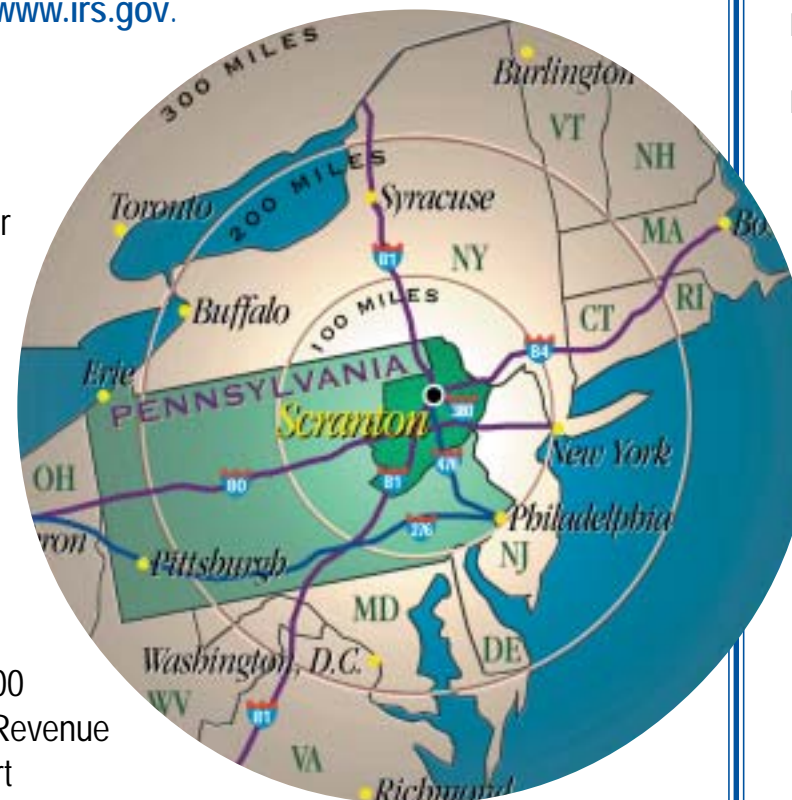 www.irs.gov.
300 MILES
Burlington
VT
NH
200 MILES
Toronto
Syracuse
r
MA
Bo
81
NY
100 MILES
RI
CT
Buffalo
84
Erie
PENNSYLVANIA
380
Scranton
New York
476
OH
80
81
Philadelphia
276
ron
Pittsburgh
NJ
MD
Washington, D.C.
DE
00
WV
81
Revenue
VA
rt
Richmond